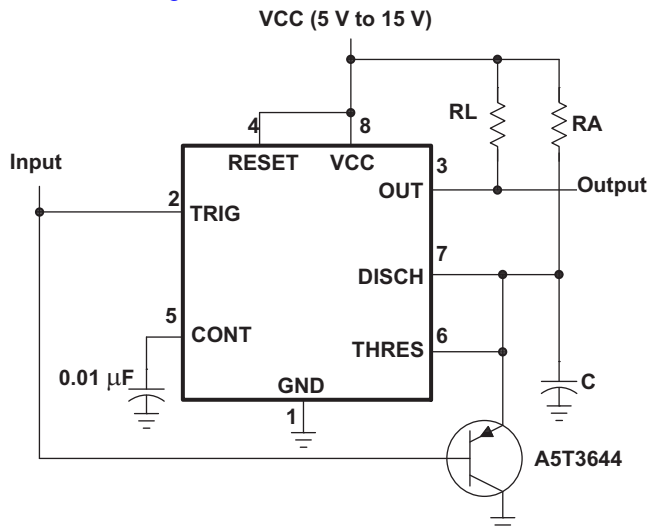 VCC (5 V to 15 V)
4
8
RL
RA
RESET
VCC
3
Input
OUT
Output
2
TRIG
7
DISCH
5
CONT
6
THRES
0.01 μF
GND
C
1
A5T3644